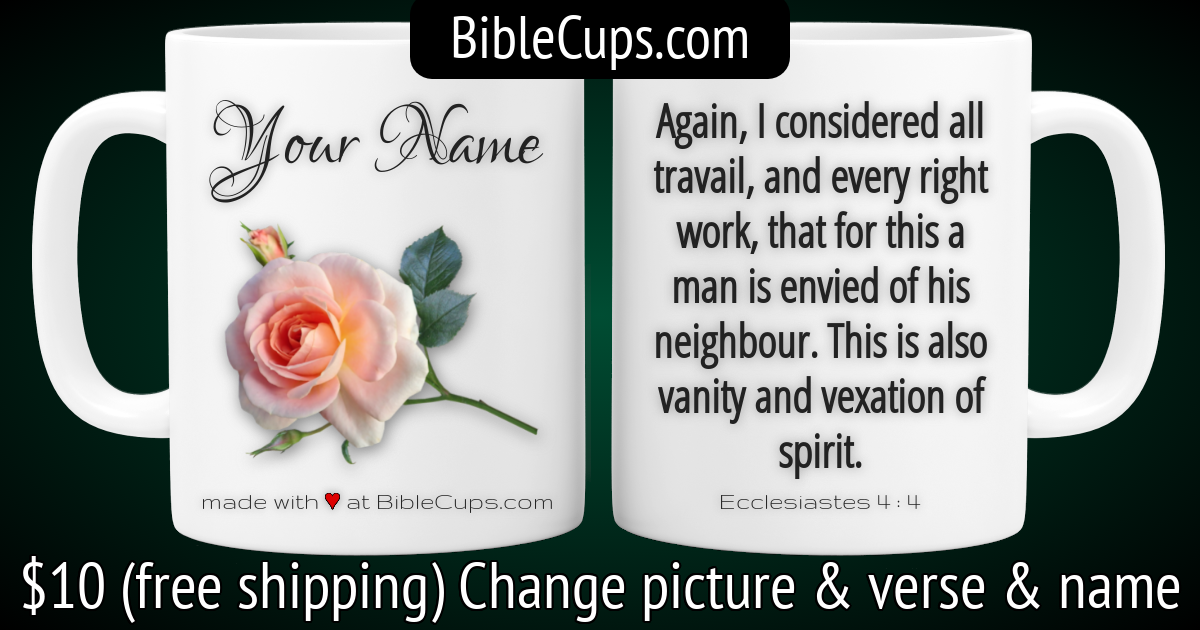 BibleCups.com
Your Name
made with ♥ at BibleCups.com
Again, I considered all
travail, and every right
work, that for this a
man is envied of his
neighbour. This is also
vanity and vexation of
spirit.
Ecclesiastes 4 : 4
$10 (free shipping) Change picture & verse & name